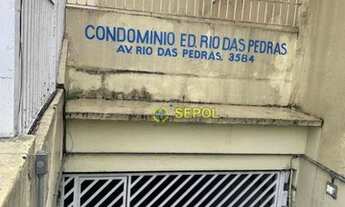 CONDOMINIO ED. RIO DAS PEDRAS
AV. RIO DAS PEDRAS, 3584
SEPOL